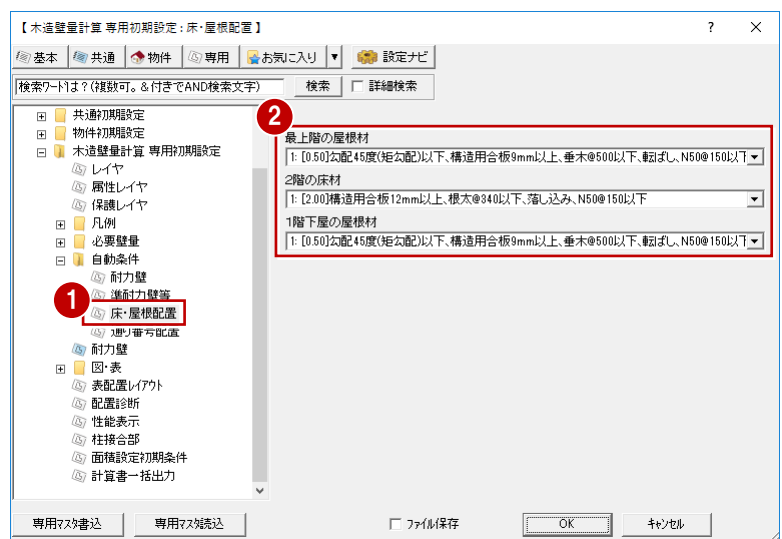 【 木造壁量計算 専用初期設定 : 床・屋根配置 】
? ×
基本 共通 物件 専用 お気に入り ▼ 設定ナビ
検索ワードは?(複数可。&付きでAND検索文字) 検索 詳細検索
共通初期設定
物件初期設定
木造壁量計算 専用初期設定
レイヤ
属性レイヤ
保護レイヤ
凡例
必要壁量
自動条件
耐力壁
準耐力壁等
1
床・屋根配置
通り番号配置
耐力壁
図・表
表配置レイアウト
配置診断
性能表示
柱接合部
面積設定初期条件
計算書一括出力
2
最上階の屋根材
1: [0.50]勾配45度(矩勾配)以下、構造用合板9mm以上、垂木@500以下、転ばし、N50@150以下
2階の床材
1: [2.00]構造用合板12mm以上、根太@340以下、落し込み、N50@150以下
1階下屋の屋根材
1: [0.50]勾配45度(矩勾配)以下、構造用合板9mm以上、垂木@500以下、転ばし、N50@150以下
専用マスタ書込 専用マスタ読込 ファイル保存 OK キャンセル